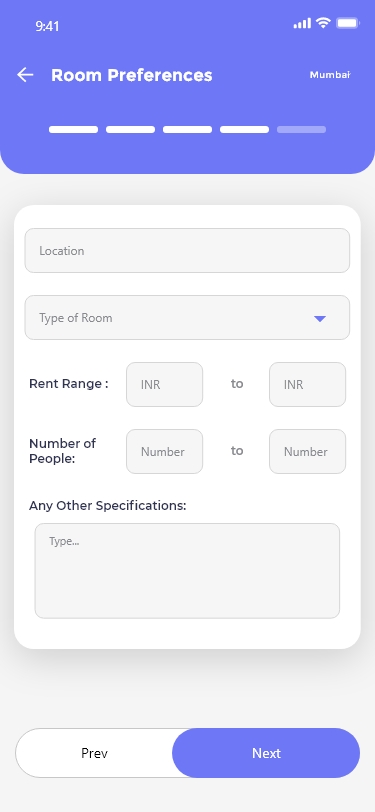 9:41
Room Preferences
Mumbai
Location
Type of Room
Rent Range :
INR
to
INR
Number of
People:
Number
to
Number
Any Other Specifications:
Type...
Prev
Next